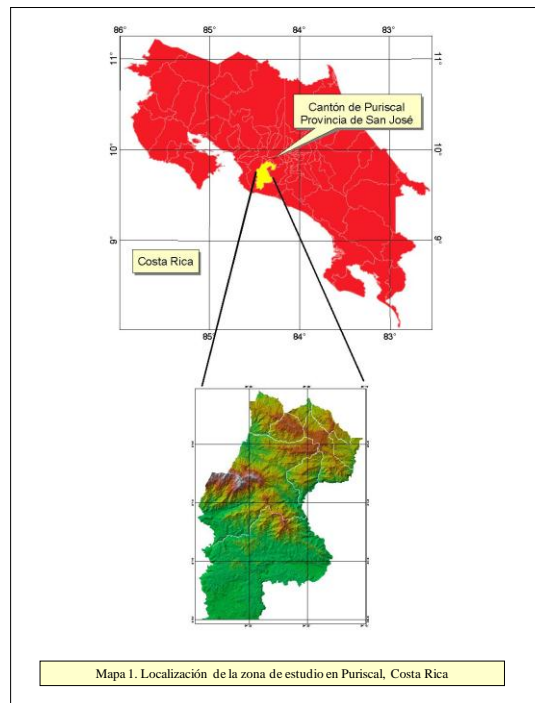 86° 85° 84° 83°
11° 11°
Cantón de Puriscal
Provincia de San José
10° 10°
9° 9°
Costa Rica
85° 84° 83°
Mapa 1. Localización de la zona de estudio en Puriscal, Costa Rica